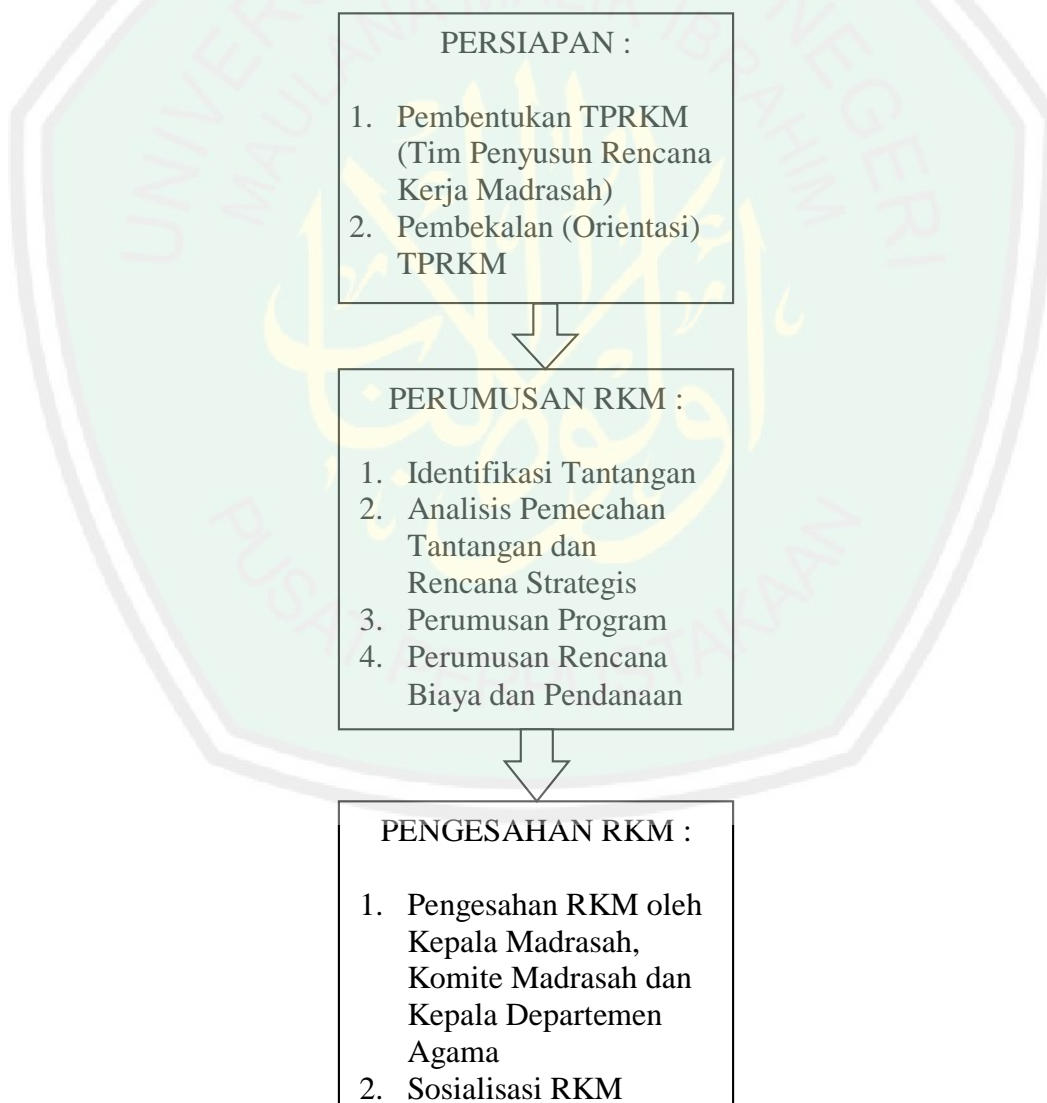 PERSIAPAN :
1. Pembentukan TPRKM
(Tim Penyusun Rencana
Kerja Madrasah)
2. Pembekalan (Orientasi)
TPRKM
PERUMUSAN RKM :
1. Identifikasi Tantangan
2. Analisis Pemecahan
Tantangan dan
Rencana Strategis
3. Perumusan Program
4. Perumusan Rencana
Biaya dan Pendanaan
PENGESAHAN RKM :
1. Pengesahan RKM oleh
Kepala Madrasah,
Komite Madrasah dan
Kepala Departemen
Agama
2. Sosialisasi RKM